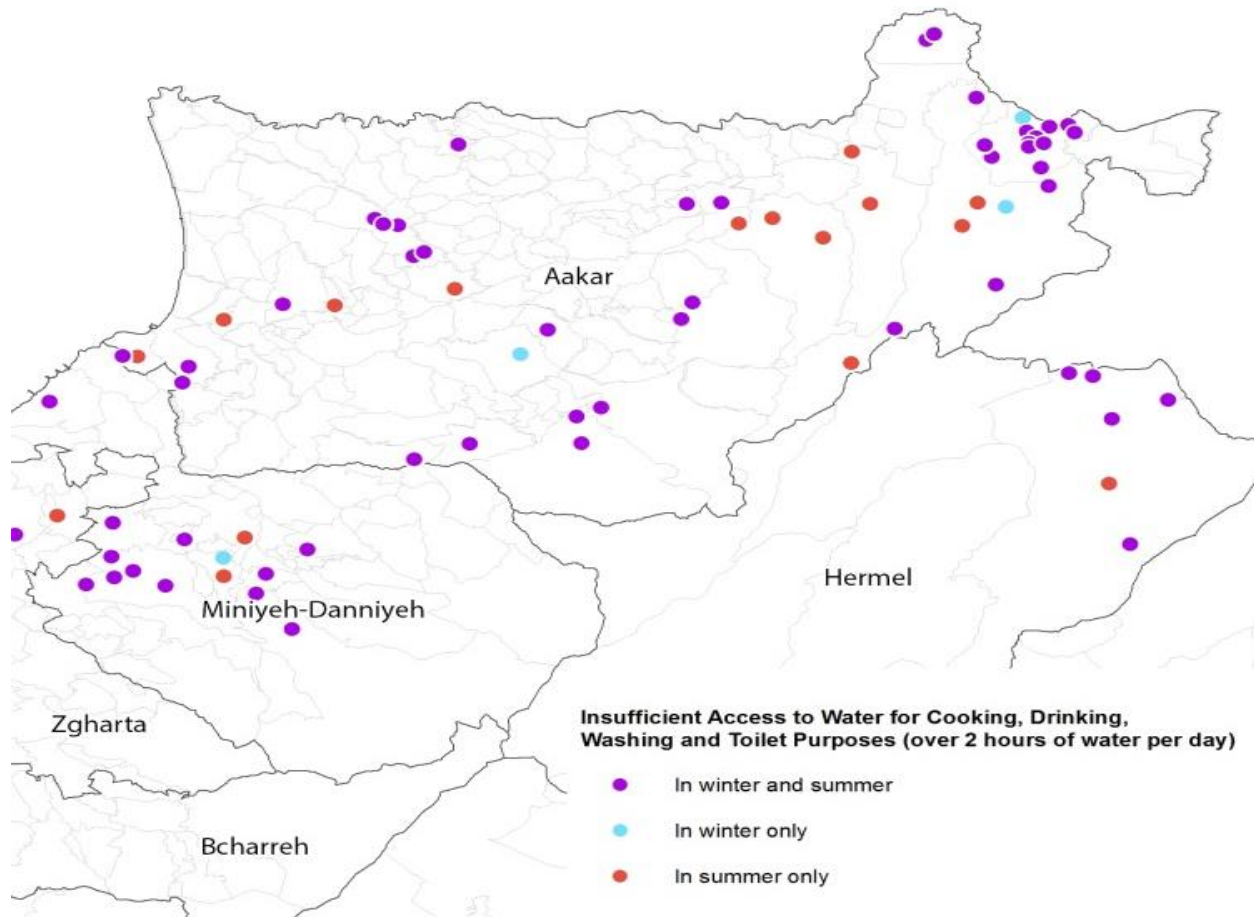 Aakar
Hermel
Miniyeh-Danniyeh
Zgharta
Bcharreh
Insufficient Access to Water for Cooking, Drinking,
Washing and Toilet Purposes (over 2 hours of water per day)
In winter and summer
In winter only
In summer only